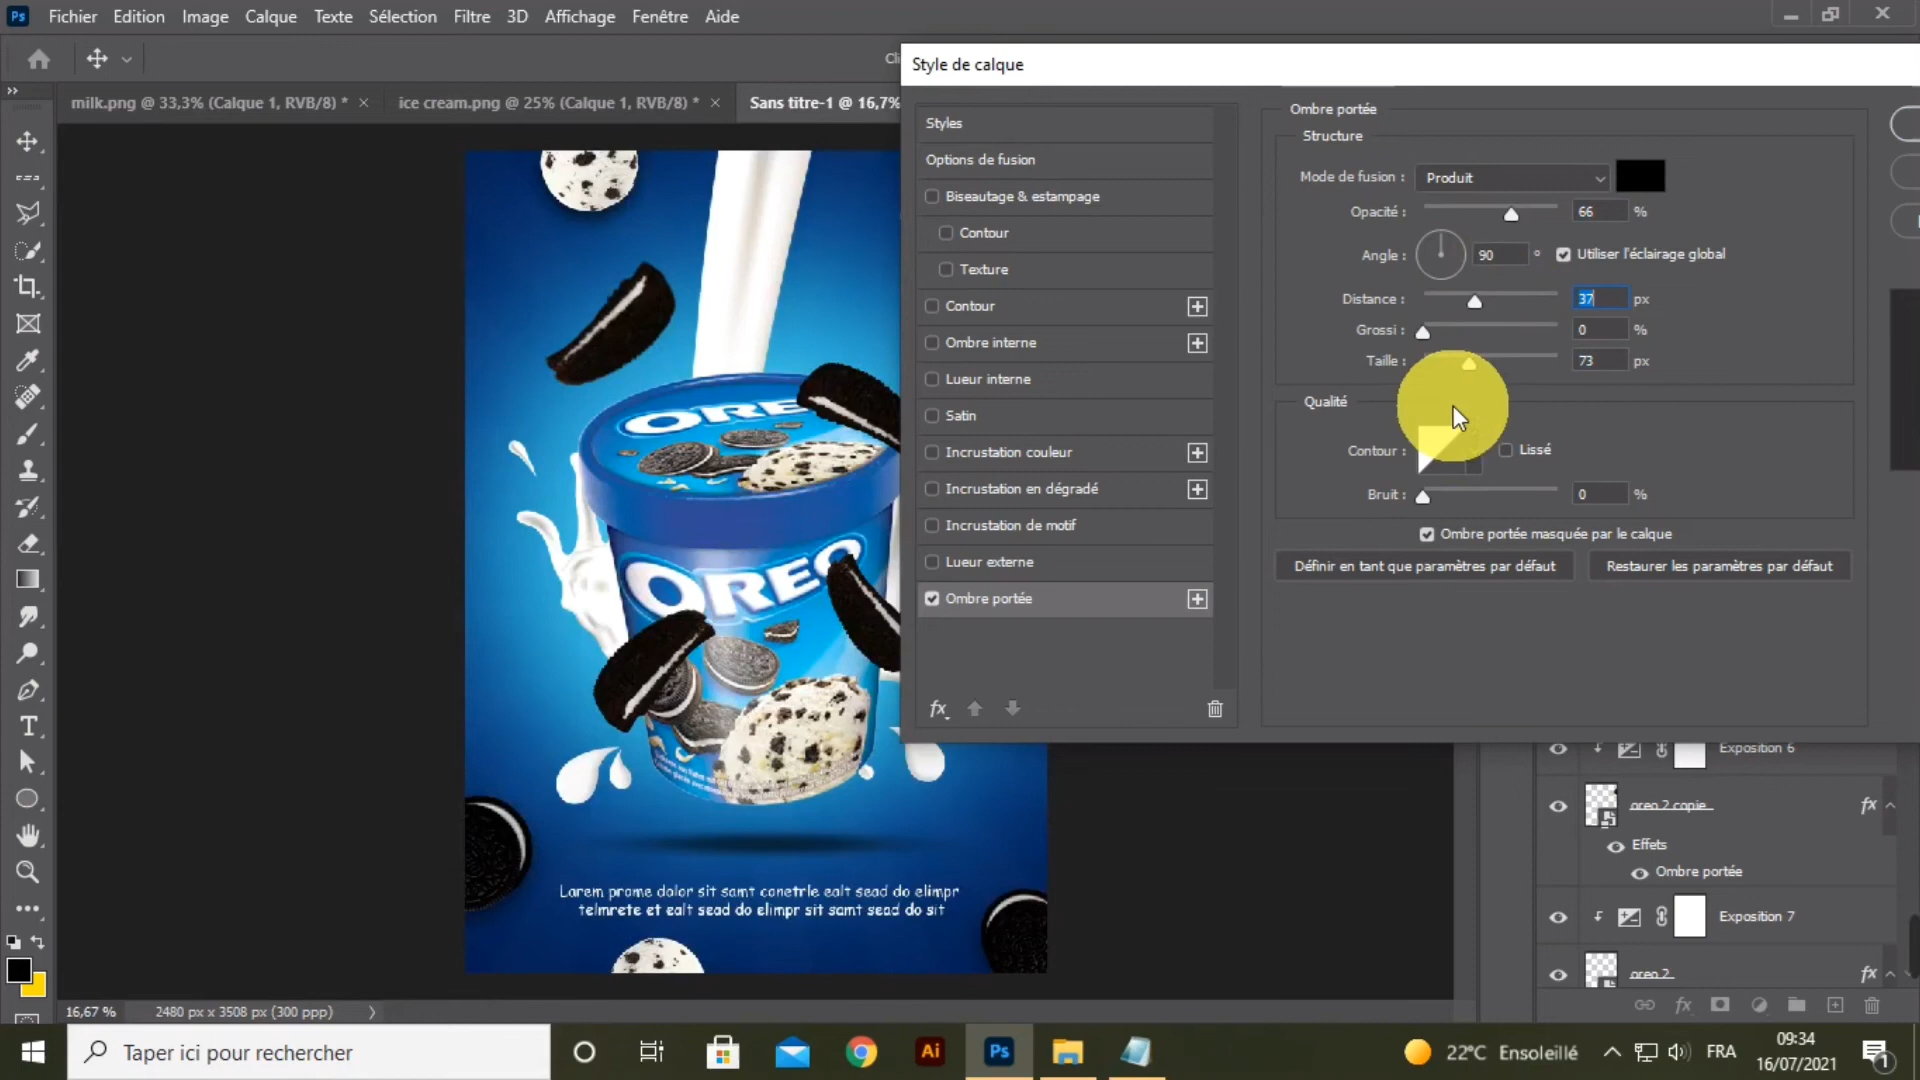 Ps Fichier Edition Image Calque Texte Sélection Filtre 3D Affichage Fenêtre Aide
Style de calque
milk.png @ 33,3% (Calque 1, RVB/8) * ice cream.png @ 25% (Calque 1, RVB/8) * Sans titre-1 @ 16,7%
Styles
Options de fusion
Biseautage & estampage
Contour
Texture
Contour
Ombre interne
Lueur interne
Satin
Incrustation couleur
Incrustation en dégradé
Incrustation de motif
Lueur externe
Ombre portée
fx
Ombre portée
Structure
Mode de fusion : Produit
Opacité : 66 %
Angle : 90 ° Utiliser l'éclairage global
Distance : 37 px
Grossi : 0 %
Taille : 73 px
Qualité
Contour : Lissé
Bruit : 0 %
Ombre portée masquée par le calque
Définir en tant que paramètres par défaut Restaurer les paramètres par défaut
OREO
OREO
Larem prome dolor sit samt conetrle ealt sead do elimpr
telmrete et ealt sead do elimpr sit samt sead do sit
Exposition 6
oreo 2 copie fx
Effets
Ombre portée
Exposition 7
oreo 2 fx
fx
16,67 % 2480 px x 3508 px (300 ppp)
Taper ici pour rechercher
Ai Ps
22°C Ensoleillé
FRA
09:34
16/07/2021
1